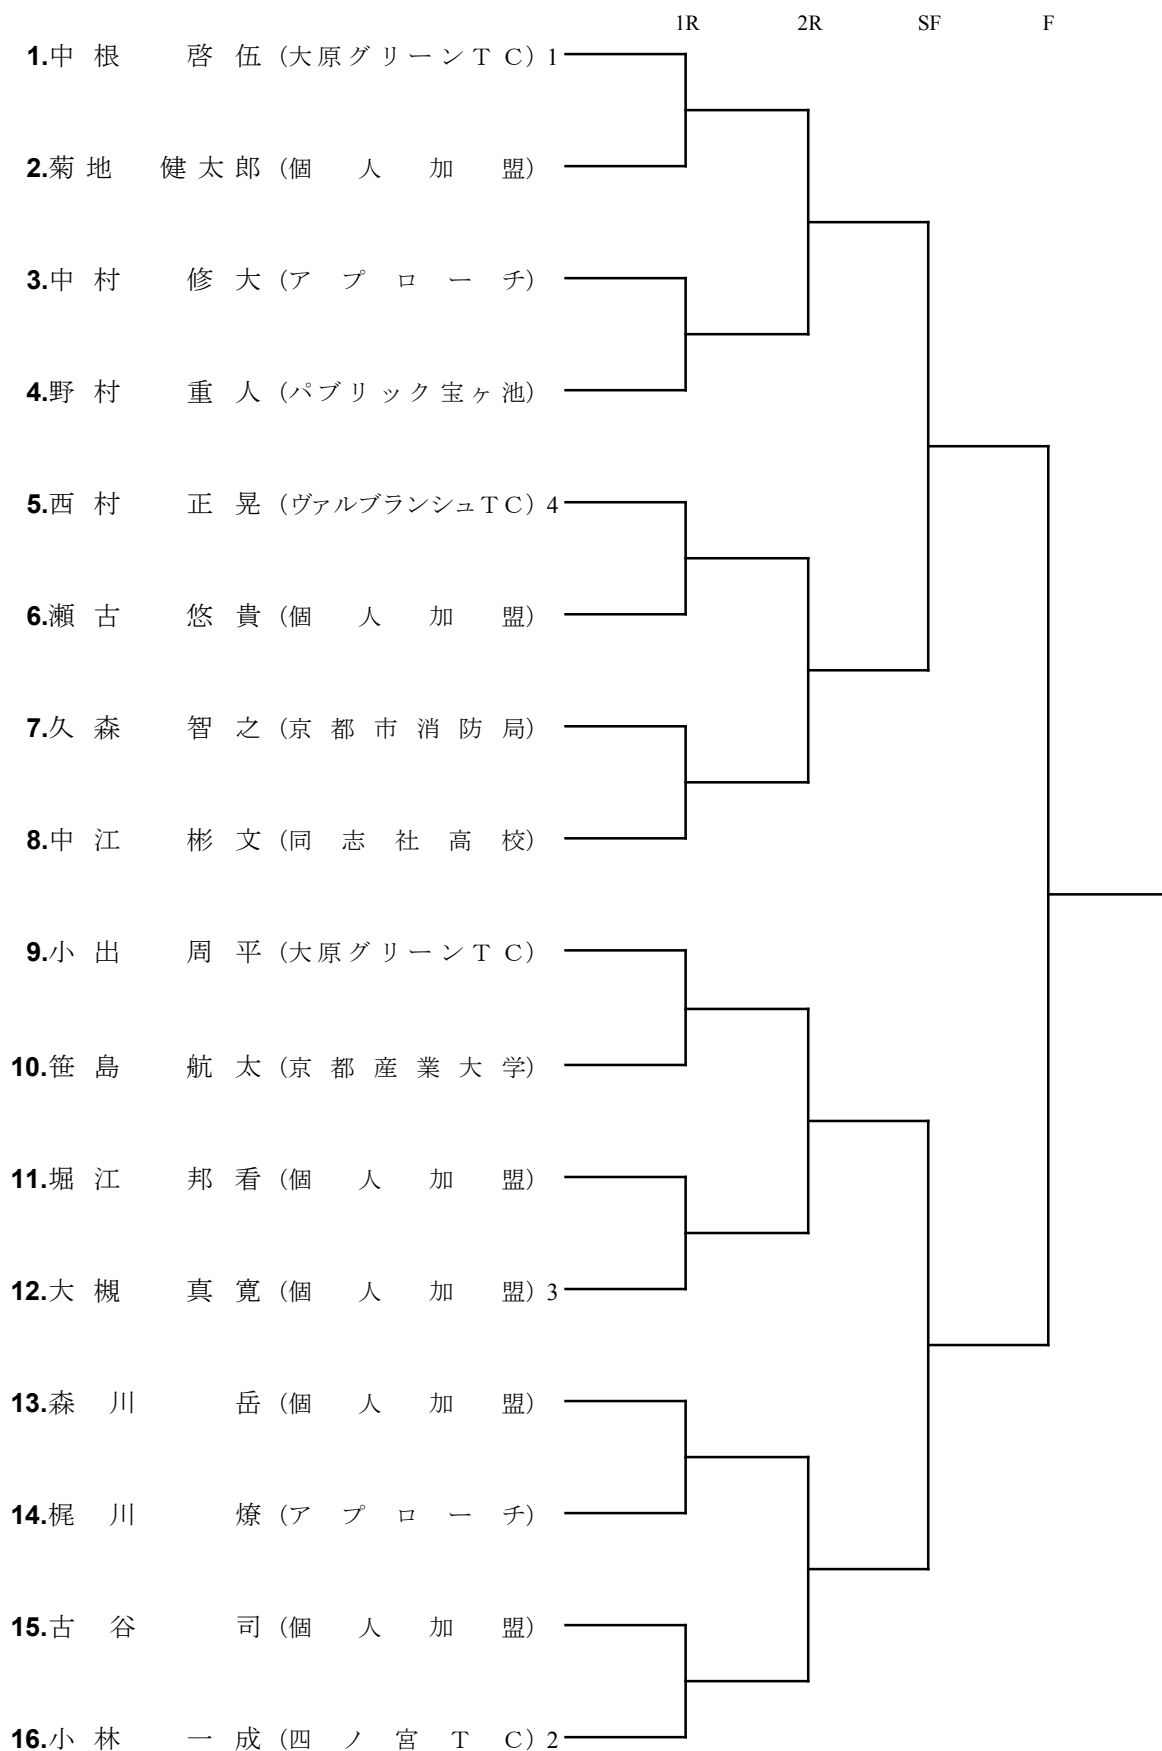 1R 2R SF F
1.中根 啓伍(大原グリーンTC)1
2.菊地 健太郎(個人加盟)
3.中村 修大(アプローチ)
4.野村 重人(パブリック宝ヶ池)
5.西村 正晃(ヴァルブランシュTC)4
6.瀬古 悠貴(個人加盟)
7.久森 智之(京都市消防局)
8.中江 彬文(同志社高校)
9.小出 周平(大原グリーンTC)
10.笹島 航太(京都産業大学)
11.堀江 邦看(個人加盟)
12.大槻 真寛(個人加盟)3
13.森川 岳(個人加盟)
14.梶川 燎(アプローチ)
15.古谷 司(個人加盟)
16.小林 一成(四ノ宮TC)2